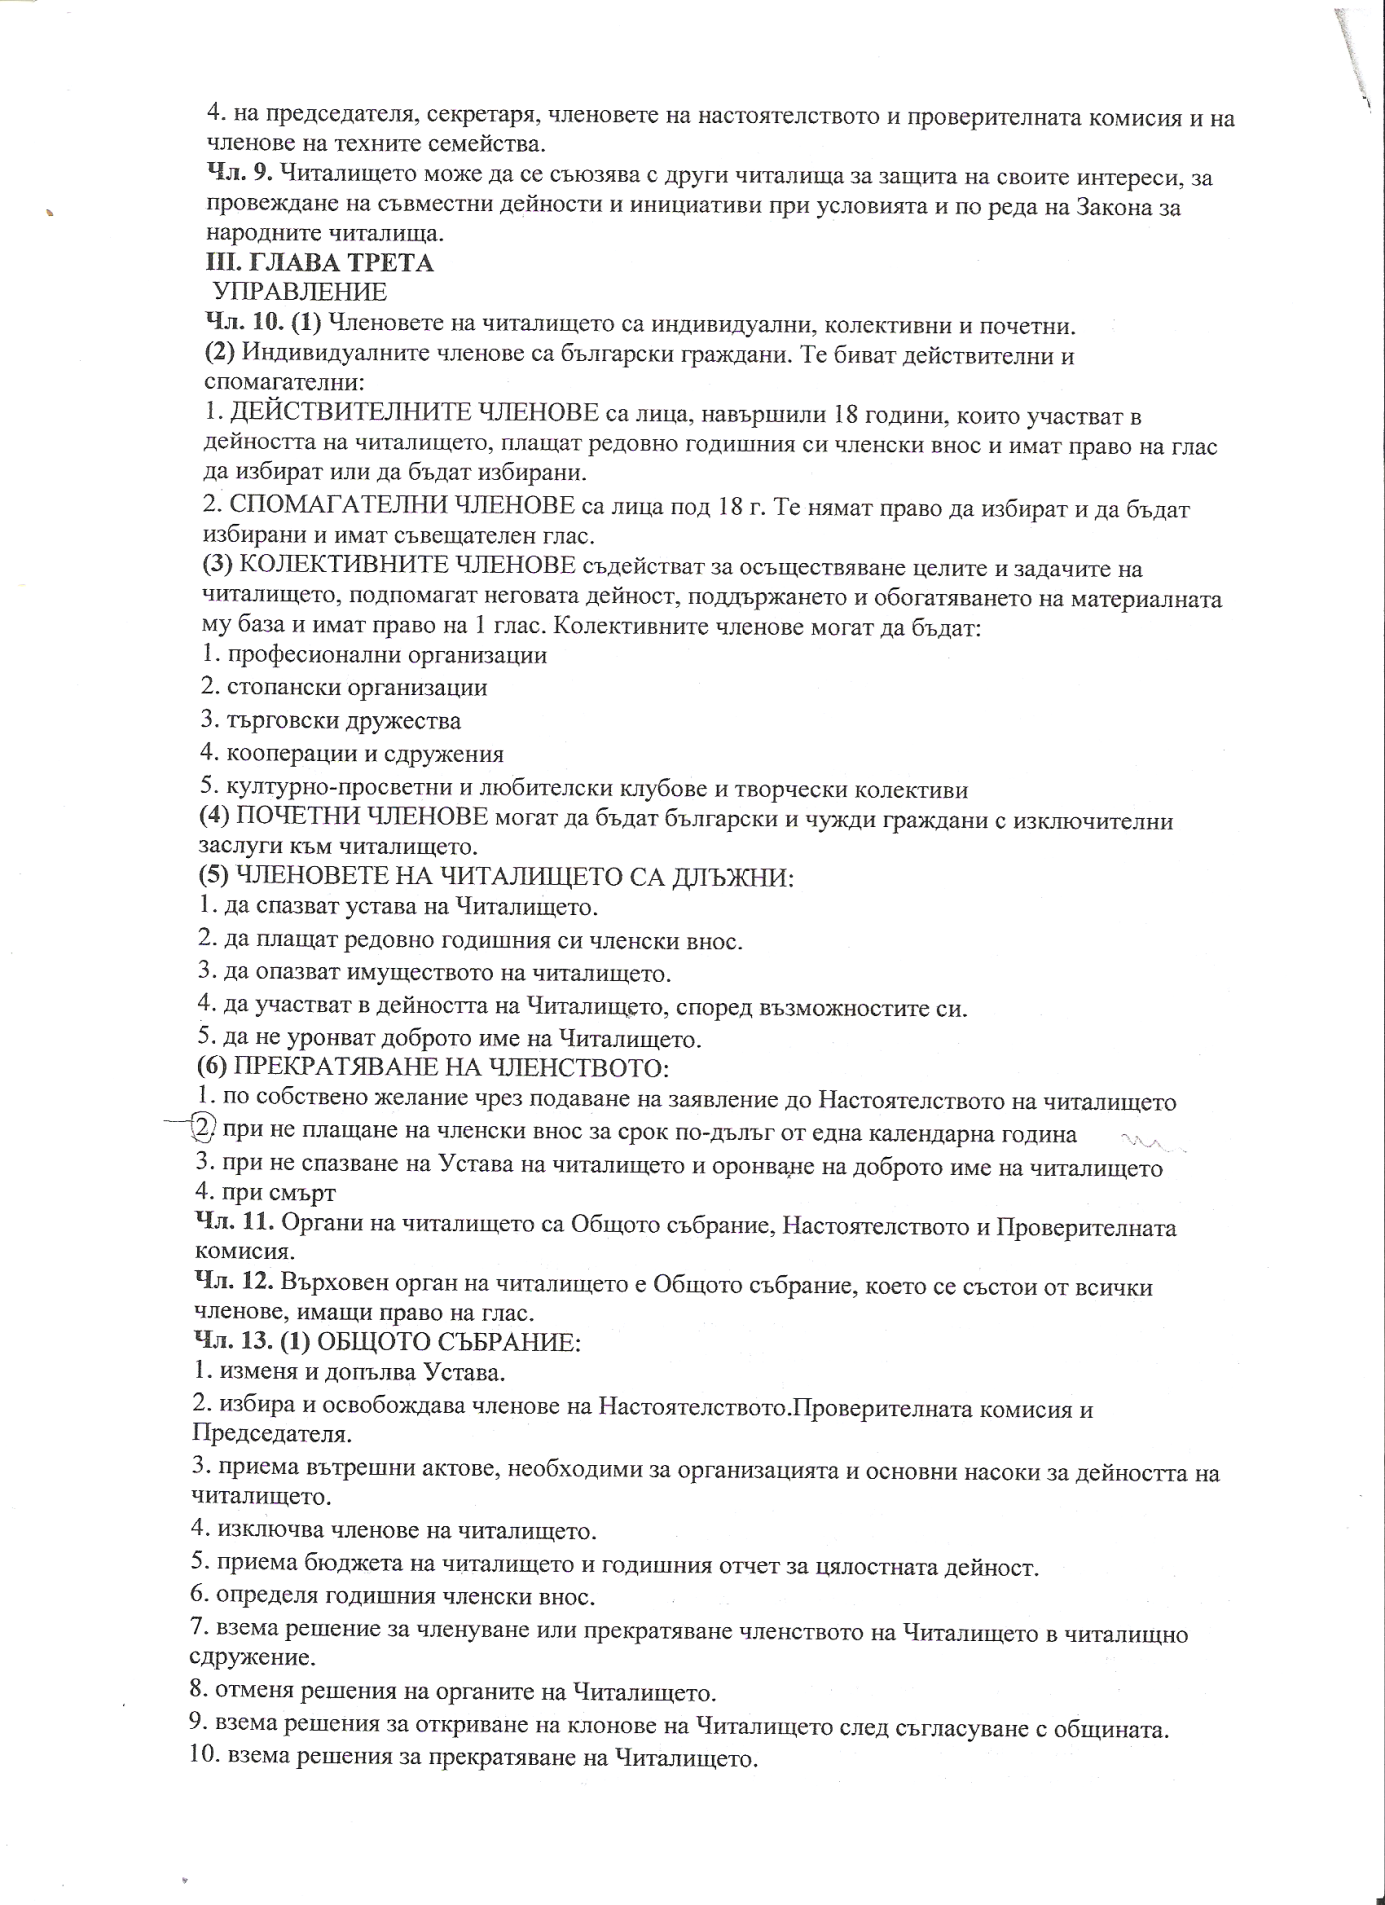 4. на председателя, секретаря, членовете на настоятелството и проверителната комисия и на
членове на техните семейства.
Чл. 9. Читалището може да се съюзява с други читалища за защита на своите интереси, за
провеждане на съвместни дейности и инициативи при условията и по реда на Закона за
народните читалища.
III. ГЛАВА ТРЕТА
УПРАВЛЕНИЕ
Чл. 10. (1) Членовете на читалището са индивидуални, колективни и почетни.
(2) Индивидуалните членове са български граждани. Те биват действителни и
спомагателни:
1. ДЕЙСТВИТЕЛНИТЕ ЧЛЕНОВЕ са лица, навършили 18 години, които участват в
дейността на читалището, плащат редовно годишния си членски внос и имат право на глас
да избират или да бъдат избирани.
2. СПОМАГАТЕЛНИ ЧЛЕНОВЕ са лица под 18 г. Те нямат право да избират и да бъдат
избирани и имат съвещателен глас.
(3) КОЛЕКТИВНИТЕ ЧЛЕНОВЕ съдействат за осъществяване целите и задачите на
читалището, подпомагат неговата дейност, поддържането и обогатяването на материалната
му база и имат право на 1 глас. Колективните членове могат да бъдат:
1. професионални организации
2. стопански организации
3. търговски дружества
4. кооперации и сдружения
5. културно-просветни и любителски клубове и творчески колективи
(4) ПОЧЕТНИ ЧЛЕНОВЕ могат да бъдат български и чужди граждани с изключителни
заслуги към читалището.
(5) ЧЛЕНОВЕТЕ НА ЧИТАЛИЩЕТО СА ДЛЪЖНИ:
1. да спазват устава на Читалището.
2. да плащат редовно годишния си членски внос.
3. да опазват имуществото на читалището.
4. да участват в дейността на Читалището, според възможностите си.
5. да не уронват доброто име на Читалището.
(6) ПРЕКРАТЯВАНЕ НА ЧЛЕНСТВОТО:
1. по собствено желание чрез подаване на заявление до Настоятелството на читалището
2. при не плащане на членски внос за срок по-дълъг от една календарна година
3. при не спазване на Устава на читалището и оронване на доброто име на читалището
4. при смърт
Чл. 11. Органи на читалището са Общото събрание, Настоятелството и Проверителната
комисия.
Чл. 12. Върховен орган на читалището е Общото събрание, което се състои от всички
членове, имащи право на глас.
Чл. 13. (1) ОБЩОТО СЪБРАНИЕ:
1. изменя и допълва Устава.
2. избира и освобождава членове на Настоятелството.Проверителната комисия и
Председателя.
3. приема вътрешни актове, необходими за организацията и основни насоки за дейността на
читалището.
4. изключва членове на читалището.
5. приема бюджета на читалището и годишния отчет за цялостната дейност.
6. определя годишния членски внос.
7. взема решение за членуване или прекратяване членството на Читалището в читалищно
сдружение.
8. отменя решения на органите на Читалището.
9. взема решения за откриване на клонове на Читалището след съгласуване с общината.
10. взема решения за прекратяване на Читалището.